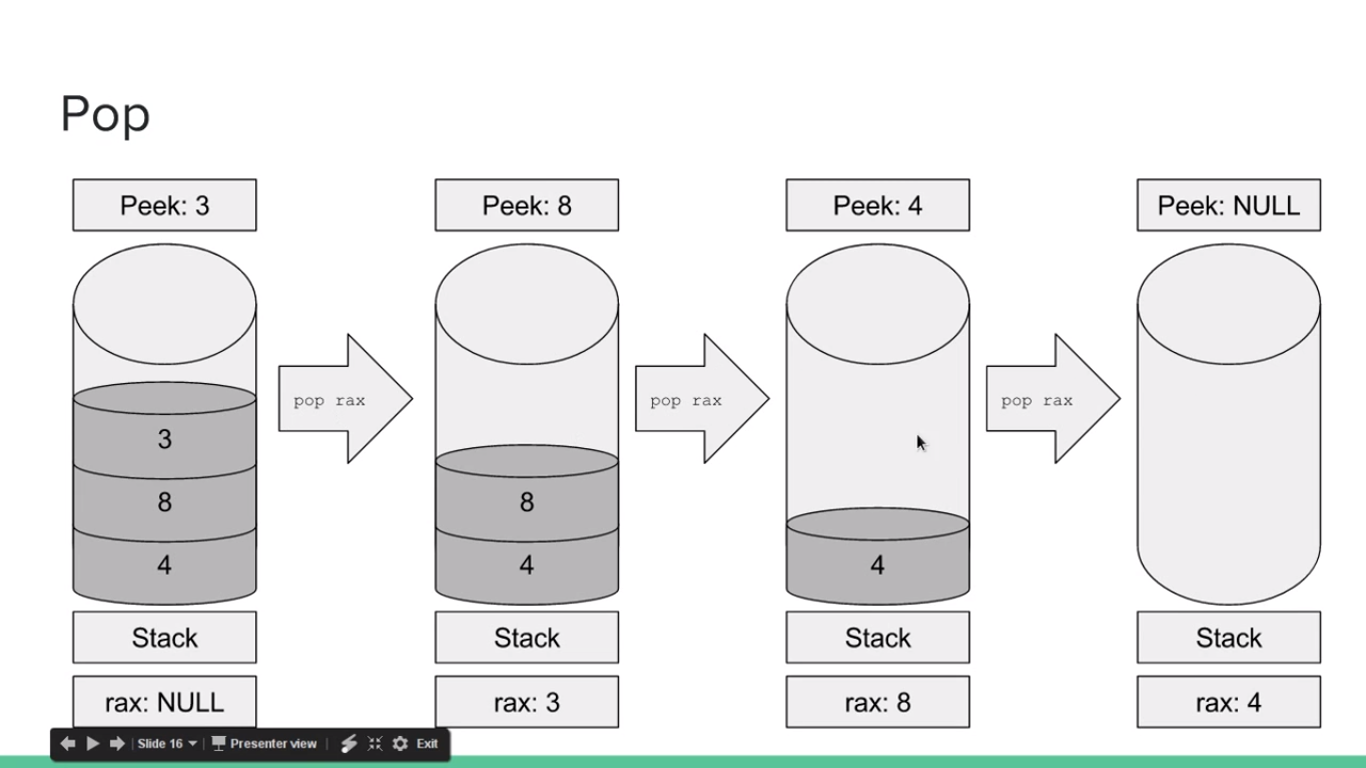 Pop
Peek: 3
Peek: 8
Peek: 4
Peek: NULL
3
8
4
pop rax
8
4
pop rax
4
pop rax
Stack
Stack
Stack
Stack
rax: NULL
rax: 3
rax: 8
rax: 4
Slide 16
Presenter view
Exit